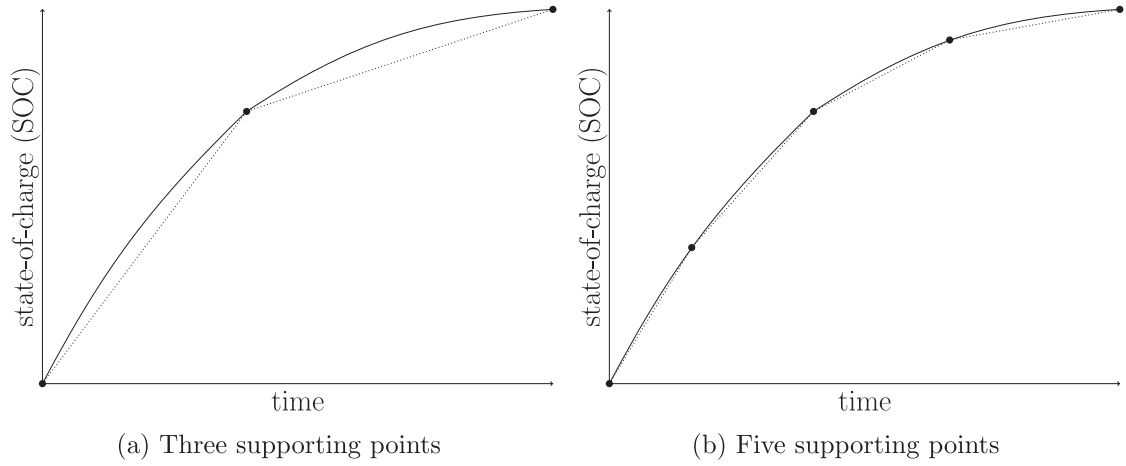 state-of-charge (SOC)
time
(a) Three supporting points
state-of-charge (SOC)
time
(b) Five supporting points